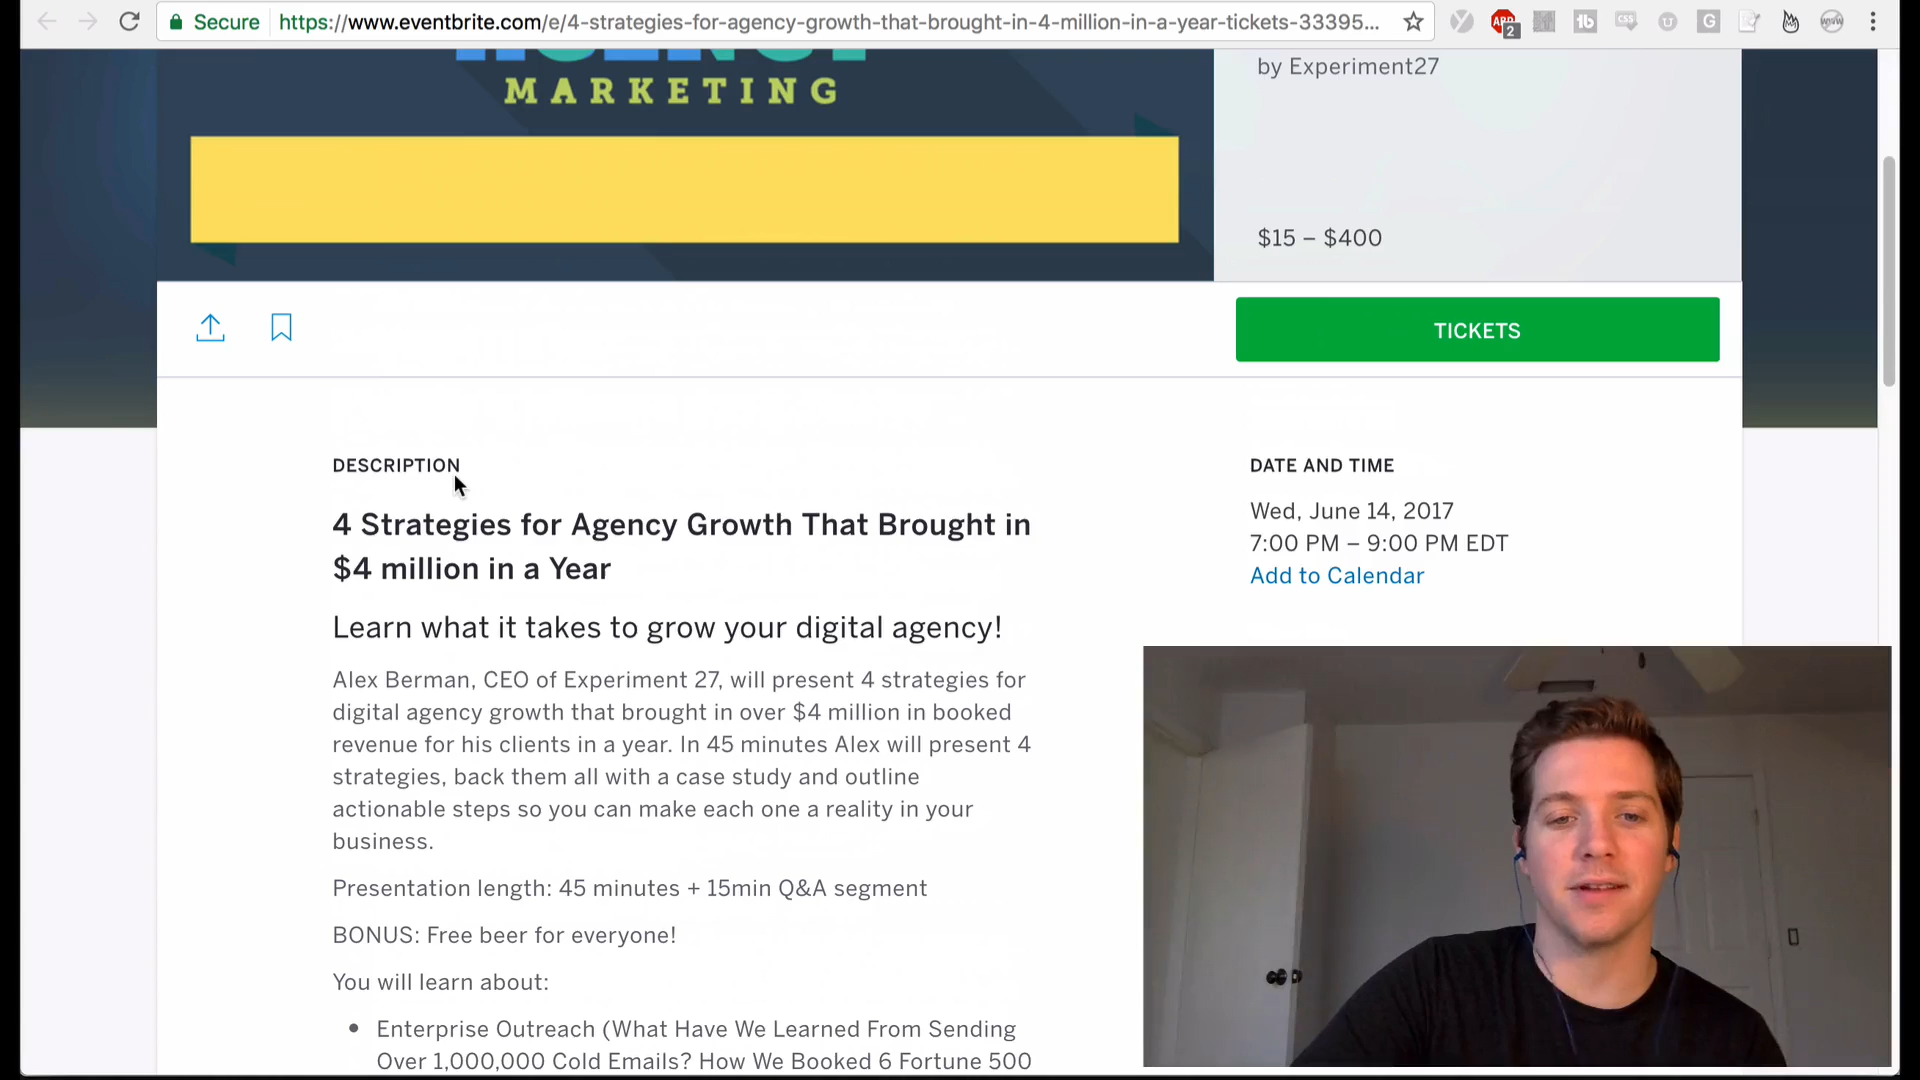 Secure https://www.eventbrite.com/e/4-strategies-for-agency-growth-that-brought-in-4-million-in-a-year-tickets-33395...
MARKETING
by Experiment27
$15 – $400
TICKETS
DESCRIPTION
4 Strategies for Agency Growth That Brought in
$4 million in a Year
Learn what it takes to grow your digital agency!
Alex Berman, CEO of Experiment 27, will present 4 strategies for
digital agency growth that brought in over $4 million in booked
revenue for his clients in a year. In 45 minutes Alex will present 4
strategies, back them all with a case study and outline
actionable steps so you can make each one a reality in your
business.
Presentation length: 45 minutes + 15min Q&A segment
BONUS: Free beer for everyone!
You will learn about:
• Enterprise Outreach (What Have We Learned From Sending
Over 1,000,000 Cold Emails? How We Booked 6 Fortune 500
DATE AND TIME
Wed, June 14, 2017
7:00 PM – 9:00 PM EDT
Add to Calendar